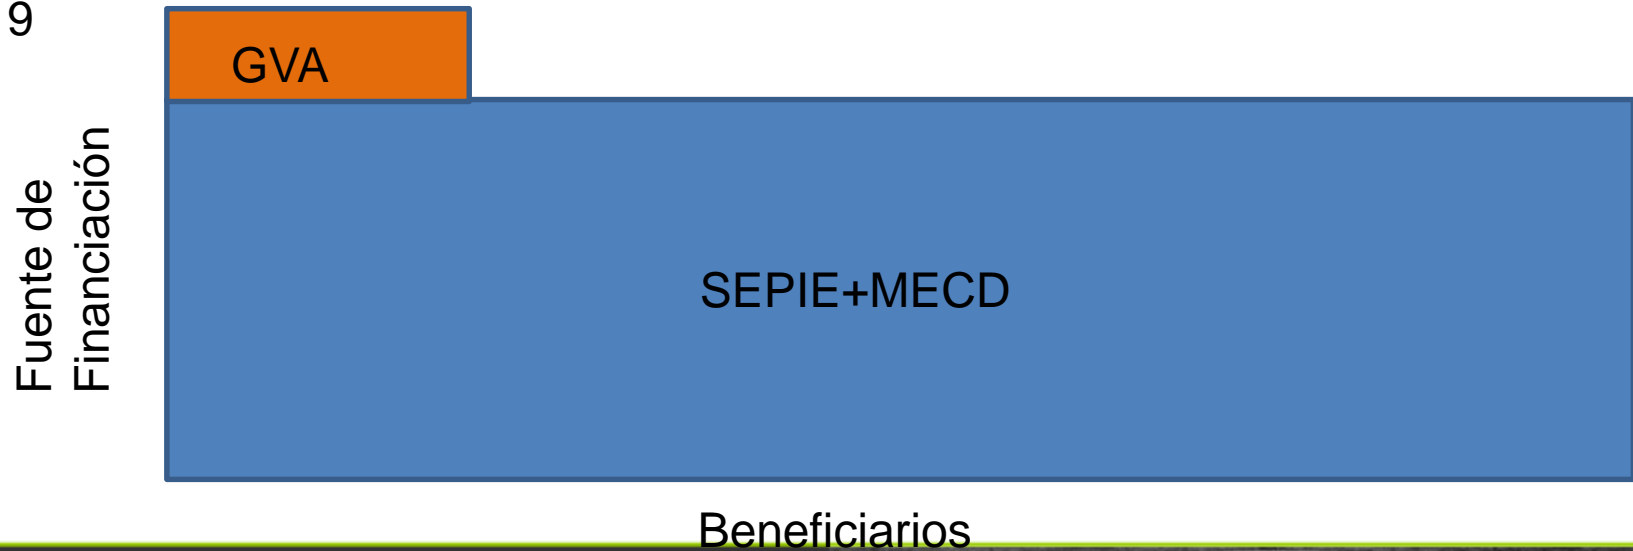 9
GVA
Fuente de
Financiación
SEPIE+MECD
Beneficiarios